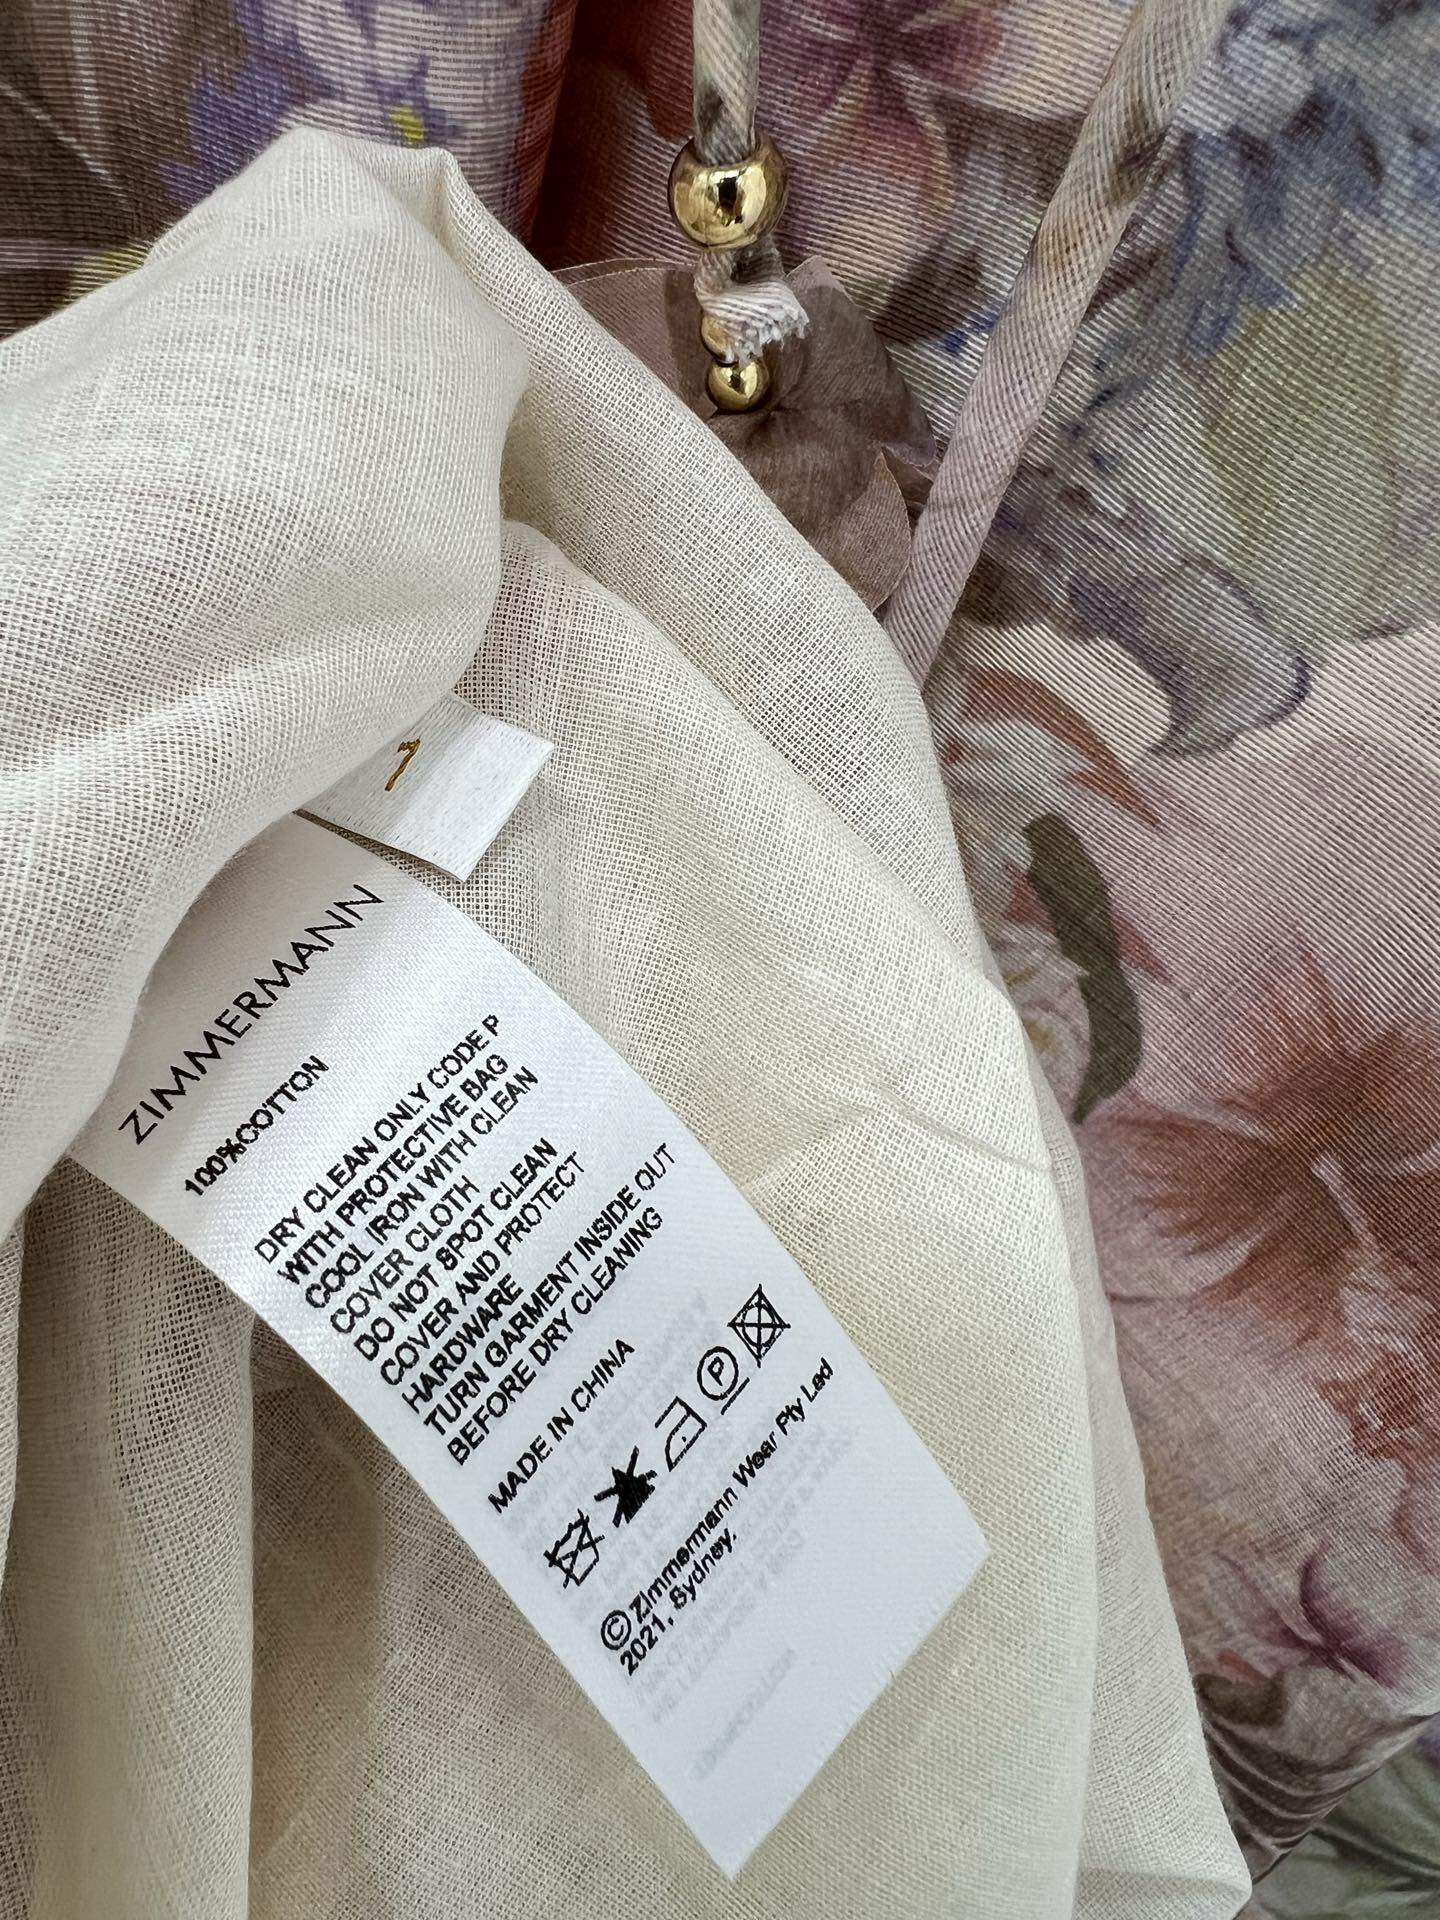 1
ZIMMERMANN
100%COTTON
DRY CLEAN ONLY CODE P
WITH PROTECTIVE BAG
COOL IRON WITH CLEAN
COVER CLOTH
DO NOT SPOT CLEAN
COVER AND PROTECT
HARDWARE
TURN GARMENT INSIDE OUT
BEFORE DRY CLEANING
MADE IN CHINA
P
©Zimmermann Wear Pty Led
2021, Sydney.